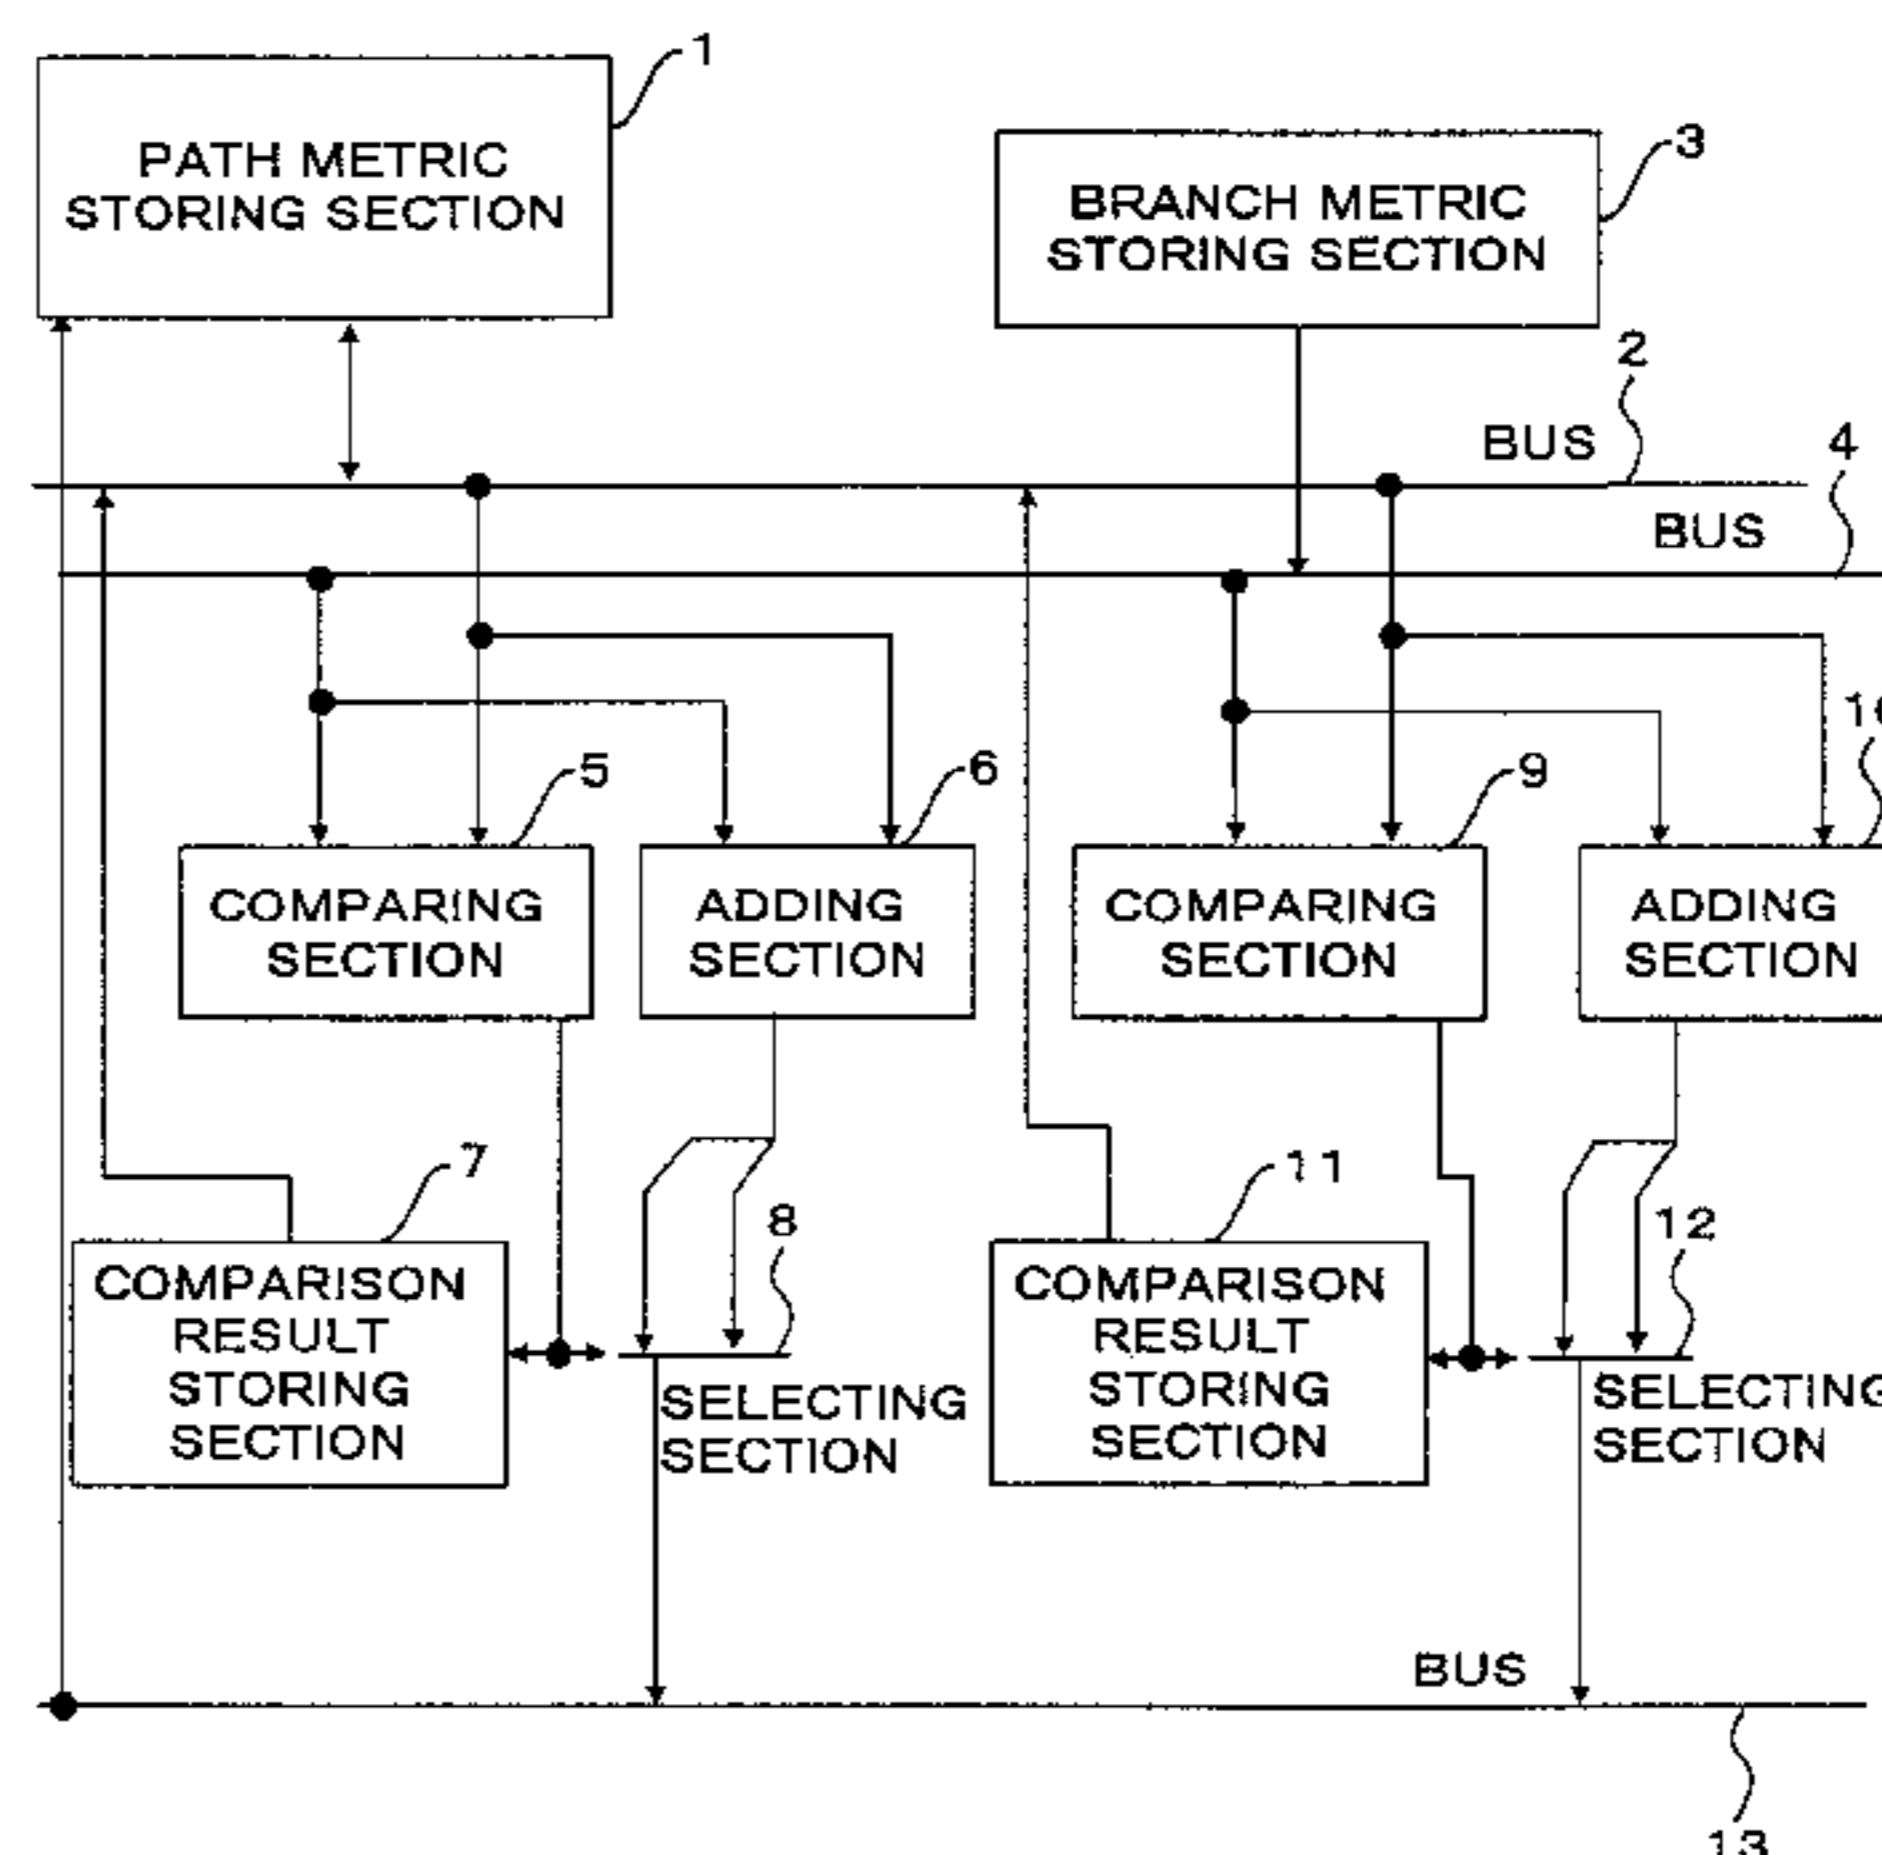 1
PATH METRIC
STORING SECTION
3
BRANCH METRIC
STORING SECTION
2
BUS
4
BUS
5
6
9
COMPARING
SECTION
ADDING
SECTION
COMPARING
SECTION
ADDING
SECTION
7
8
11
12
COMPARISON
RESULT
STORING
SECTION
SELECTING
SECTION
COMPARISON
RESULT
STORING
SECTION
SELECTING
SECTION
BUS
13